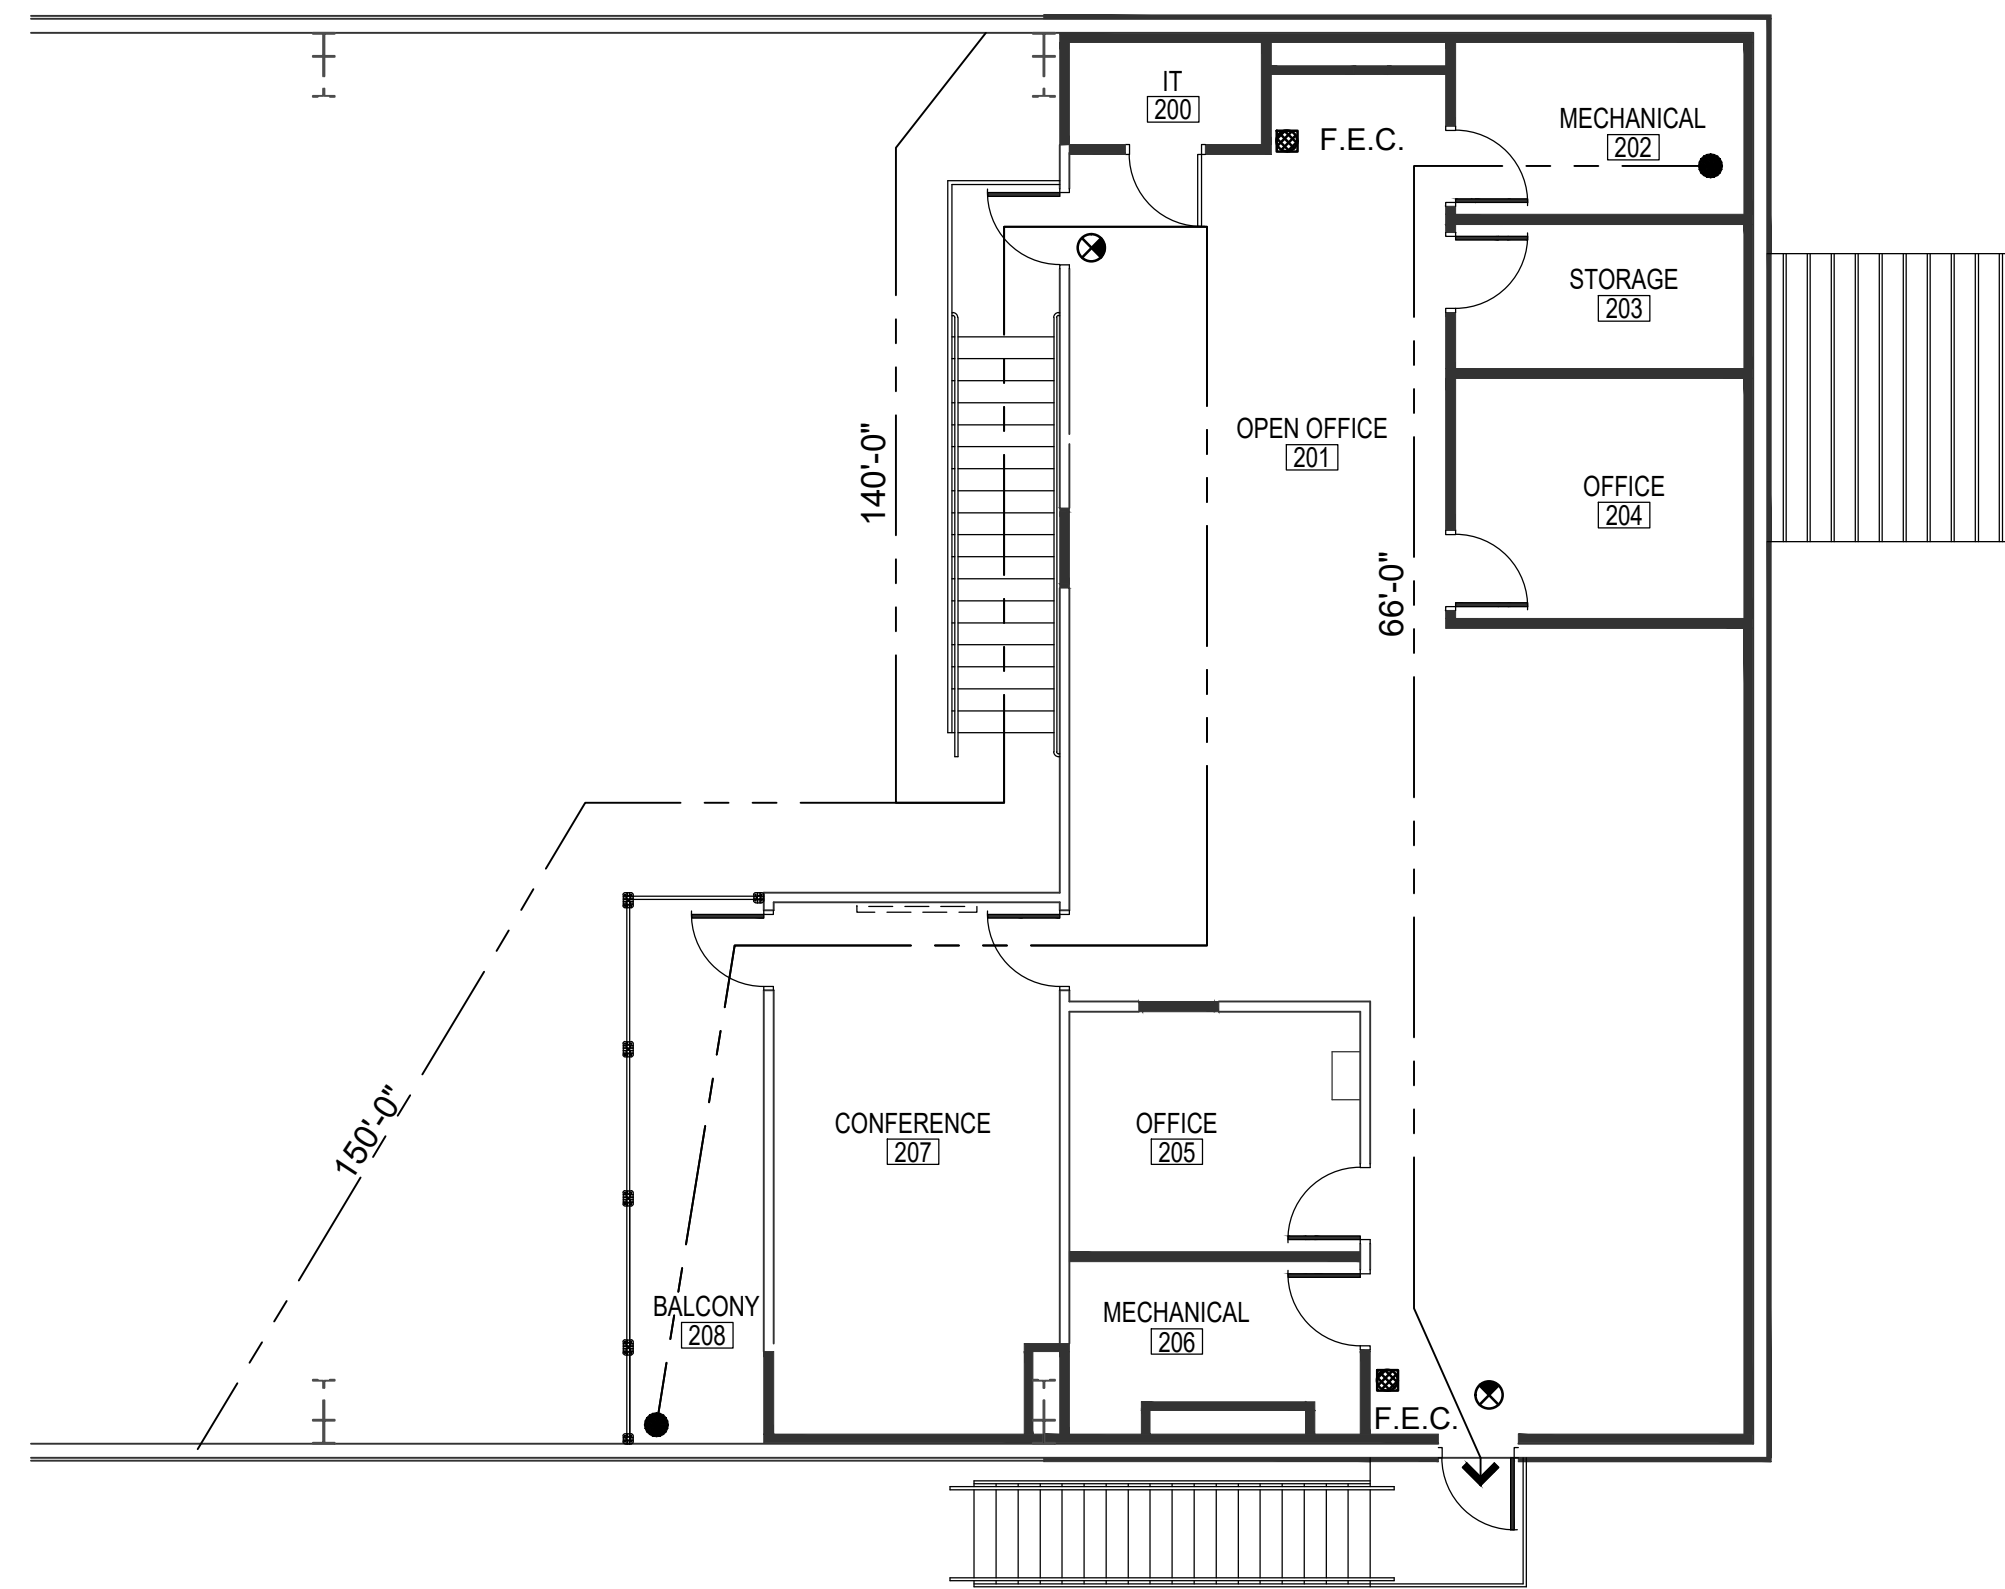 IT
200
F.E.C.
MECHANICAL
202
STORAGE
203
OPEN OFFICE
201
140'-0"
OFFICE
204
66'-0"
150'-0"
CONFERENCE
207
OFFICE
205
BALCONY
208
MECHANICAL
206
F.E.C.